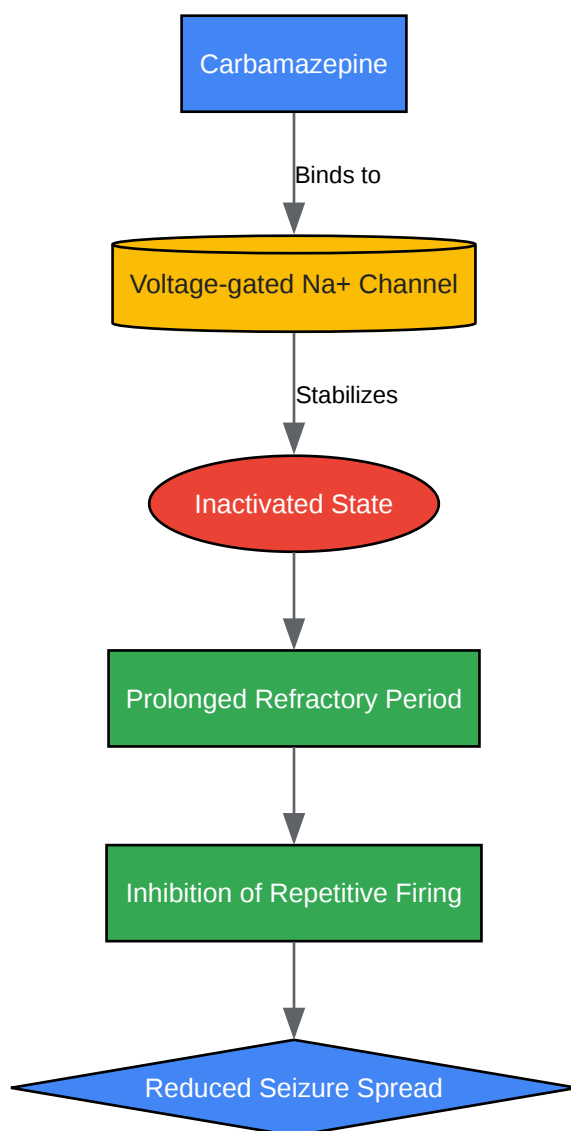 Carbamazepine
Binds to
Voltage-gated Na+ Channel
Stabilizes
Inactivated State
Prolonged Refractory Period
Inhibition of Repetitive Firing
Reduced Seizure Spread